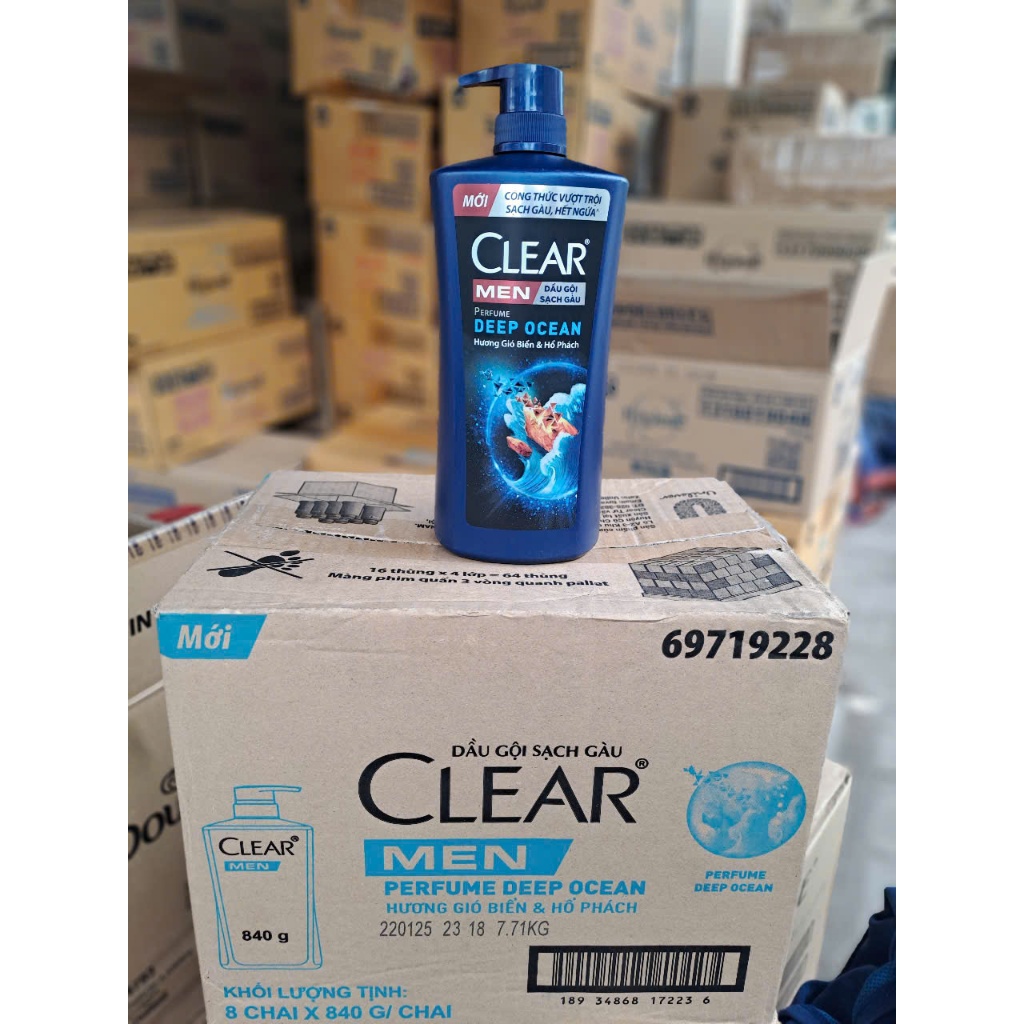 MỚI
CÔNG THỨC VƯỢT TRỘI
SẠCH GÀU, HẾT NGỨA^
CLEAR®
MEN
DẦU GỘI
SẠCH GÀU
PERFUME
DEEP OCEAN
Hương Gió Biển & Hổ Phách
16 thùng x 4 lớp = 64 thùng
Màng phim quấn 3 vòng quanh pallet
Unilever
Mới
69719228
DẦU GỘI SẠCH GÀU
CLEAR®
MEN
PERFUME DEEP OCEAN
HƯƠNG GIÓ BIỂN & HỔ PHÁCH
220125 23 18 7.71KG
CLEAR®
MEN
840 g
PERFUME
DEEP OCEAN
KHỐI LƯỢNG TỊNH:
8 CHAI X 840 G/ CHAI
18 9 34868 17223 6